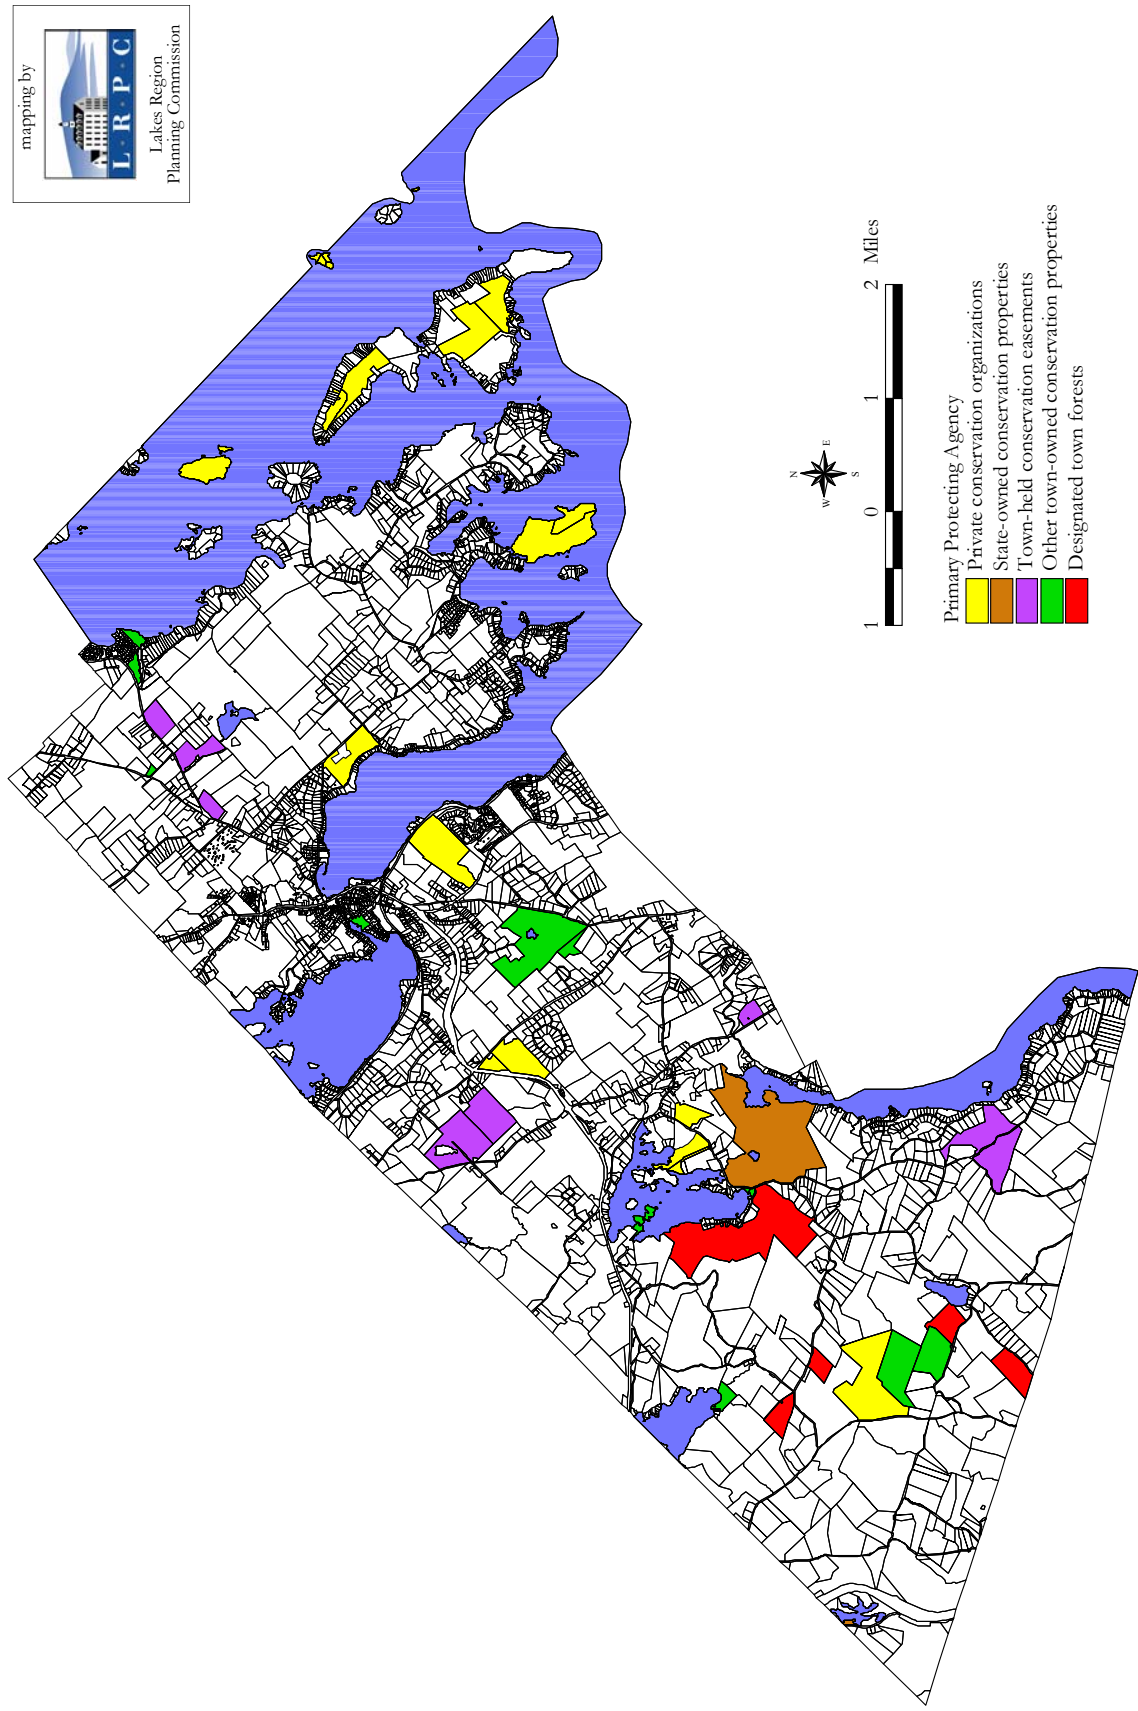 mapping by
L · R · P · C
Lakes Region
Planning Commission
N
W
E
S
1
0
1
2
Miles
Primary Protecting Agency
Private conservation organizations
State-owned conservation properties
Town-held conservation easements
Other town-owned conservation properties
Designated town forests